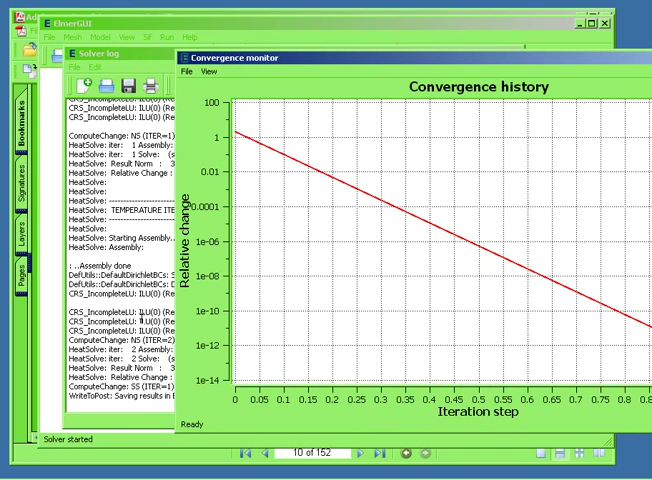 Ad
ElmerGUI
File Mesh Model View Sif Run Help
Solver log
File Edit
Convergence monitor
File View
Convergence history
CRS_IncompleteLU: ILU(0) (Re
CRS_IncompleteLU: ILU(0) (Re
ComputeChange: NS (ITER=1)
HeatSolve: iter: 1 Assembly:
HeatSolve: iter: 1 Solve: (s
HeatSolve: Result Norm : 3
HeatSolve: Relative Change :
HeatSolve:
HeatSolve:
HeatSolve: ----------------------
HeatSolve: TEMPERATURE ITE
HeatSolve: ----------------------
HeatSolve:
HeatSolve: Starting Assembly..
HeatSolve: Assembly:
: ..Assembly done
DefUtils::DefaultDirichletBCs: S
DefUtils::DefaultDirichletBCs: D
CRS_IncompleteLU: ILU(0) (Re
CRS_IncompleteLU: ILU(0) (Re
CRS_IncompleteLU: ILU(0) (Re
CRS_IncompleteLU: ILU(0) (Re
ComputeChange: NS (ITER=2)
HeatSolve: iter: 2 Assembly:
HeatSolve: iter: 2 Solve: (s
HeatSolve: Result Norm : 3
HeatSolve: Relative Change :
ComputeChange: SS (ITER=1)
WriteToPost: Saving results in E
Bookmarks
Signatures
Layers
Pages
Relative change
100
1
0.01
0.0001
1e-06
1e-08
1e-10
1e-12
1e-14
0 0.05 0.1 0.15 0.2 0.25 0.3 0.35 0.4 0.45 0.5 0.55 0.6 0.65 0.7 0.75 0.8 0.8
Iteration step
Ready
Solver started
10 of 152